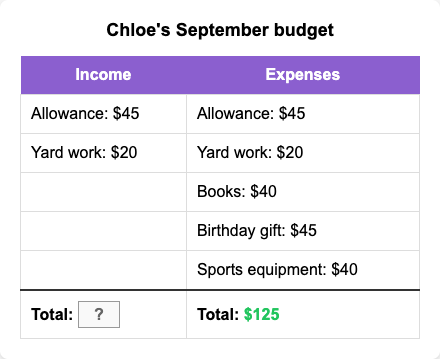 Chloe's September budget
Income Expenses
Allowance: $45 Allowance: $45
Yard work: $20 Yard work: $20
Books: $40
Birthday gift: $45
Sports equipment: $40
Total: ? Total: $125